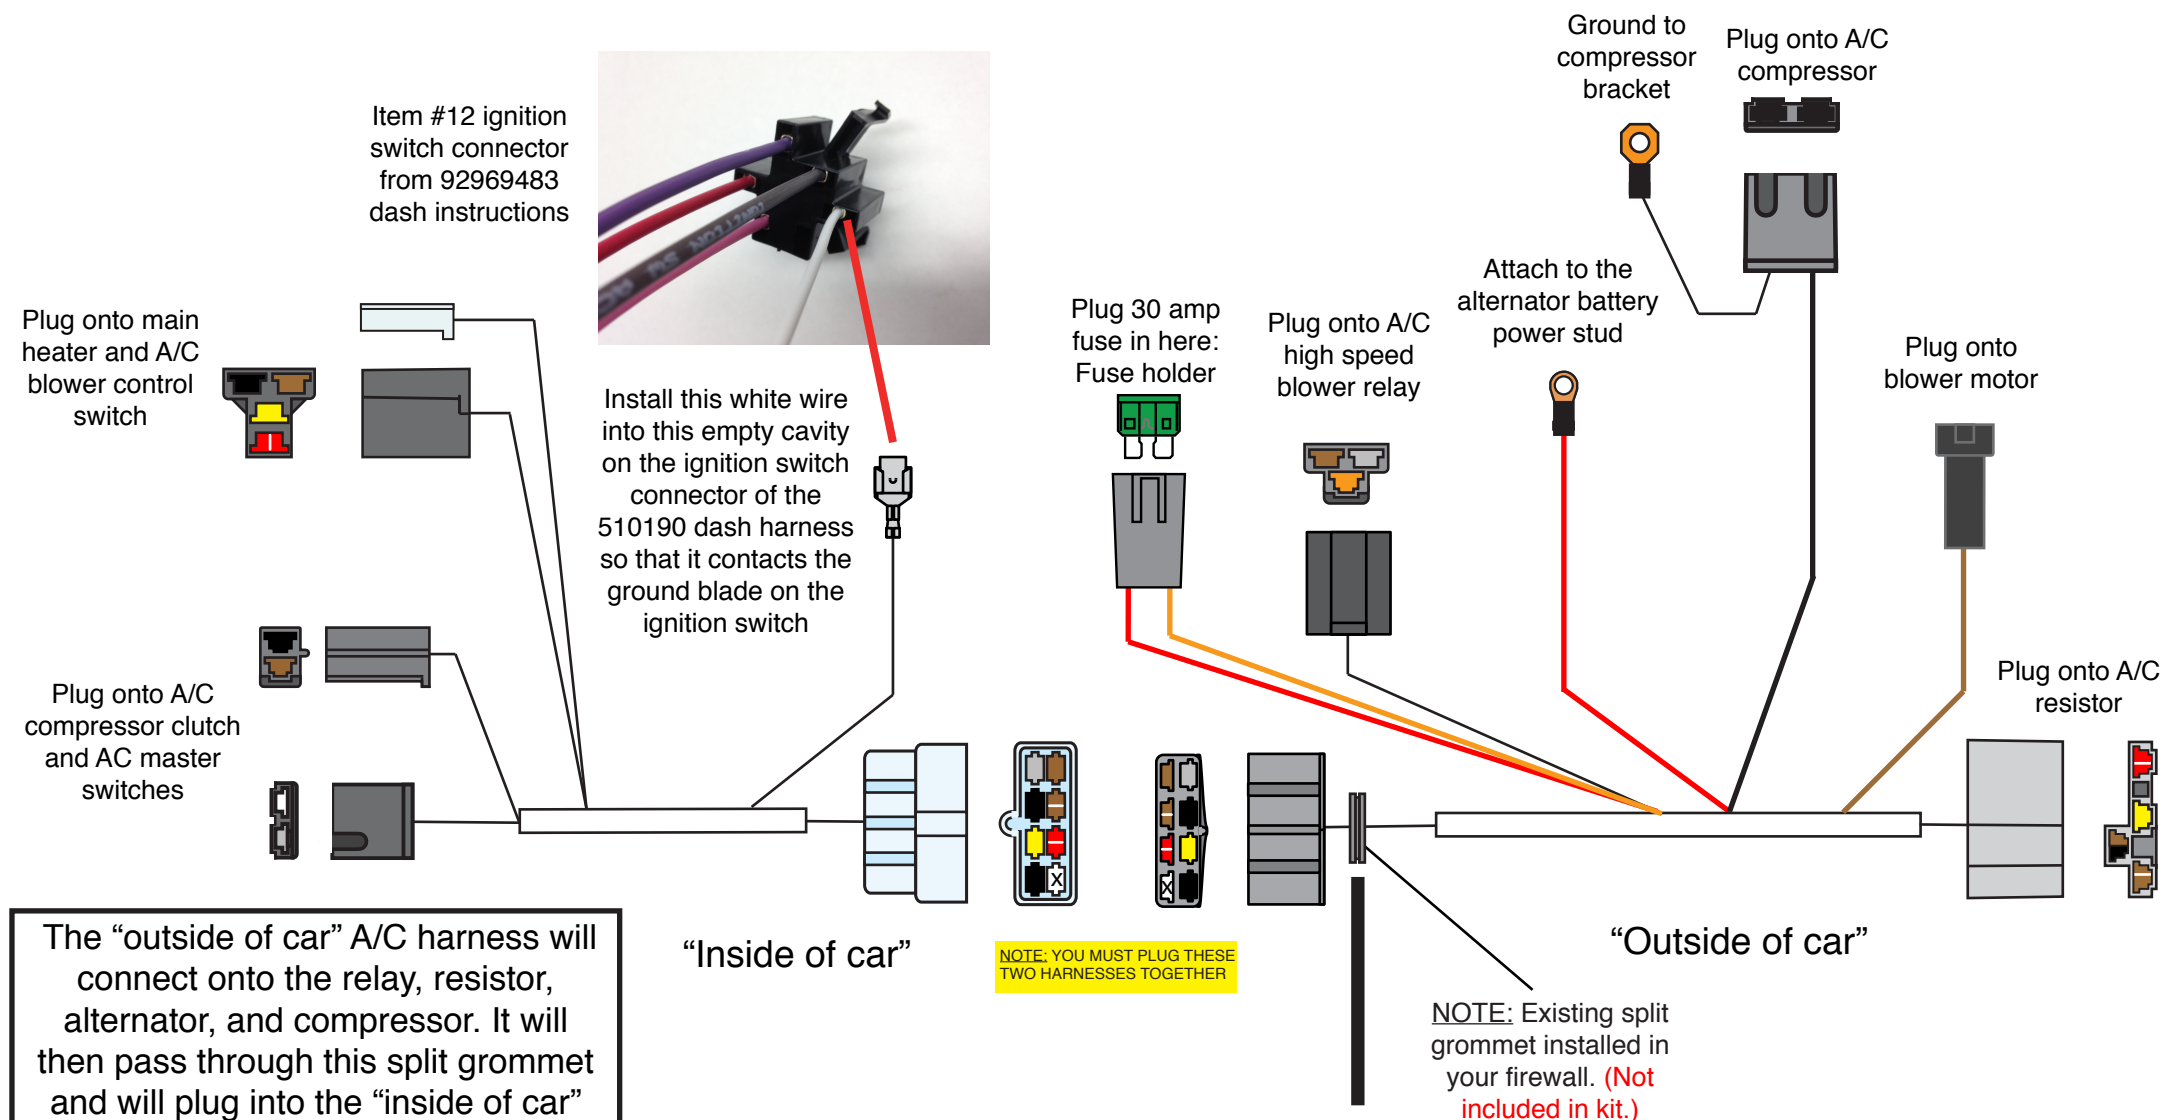 Ground to
compressor
bracket
Plug onto A/C
compressor
Item #12 ignition
switch connector
from 92969483
dash instructions
Attach to the
alternator battery
power stud
Plug onto main
heater and A/C
blower control
switch
Plug 30 amp
fuse in here:
Fuse holder
Plug onto A/C
high speed
blower relay
Plug onto
blower motor
Install this white wire
into this empty cavity
on the ignition switch
connector of the
510190 dash harness
so that it contacts the
ground blade on the
ignition switch
Plug onto A/C
compressor clutch
and AC master
switches
Plug onto A/C
resistor
X
X
"Inside of car"
NOTE: YOU MUST PLUG THESE
TWO HARNESSES TOGETHER
"Outside of car"
NOTE: Existing split
grommet installed in
your firewall. (Not
included in kit.)
The “outside of car” A/C harness will
connect onto the relay, resistor,
alternator, and compressor. It will
then pass through this split grommet
and will plug into the “inside of car”